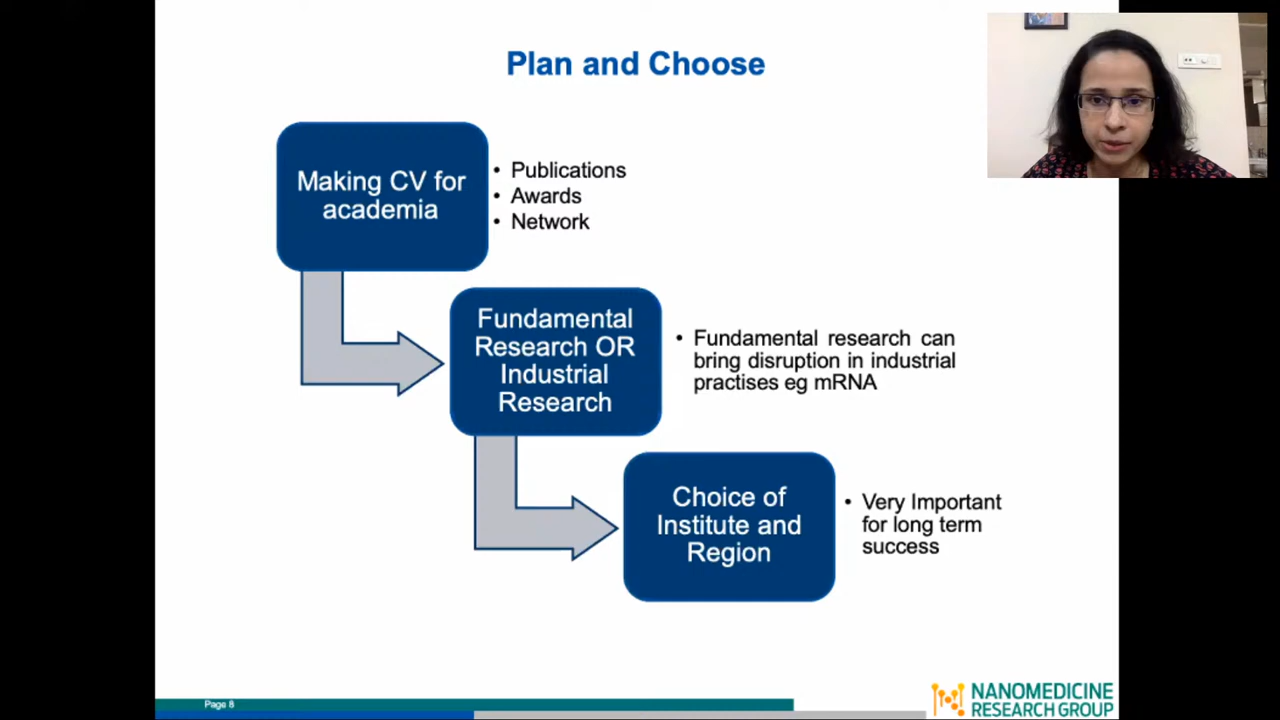 Plan and Choose
Making CV for
academia
• Publications
• Awards
• Network
Fundamental
Research OR
Industrial
Research
• Fundamental research can
bring disruption in industrial
practises eg mRNA
Choice of
Institute and
Region
• Very Important
for long term
success
Page 8
NANOMEDICINE
RESEARCH GROUP